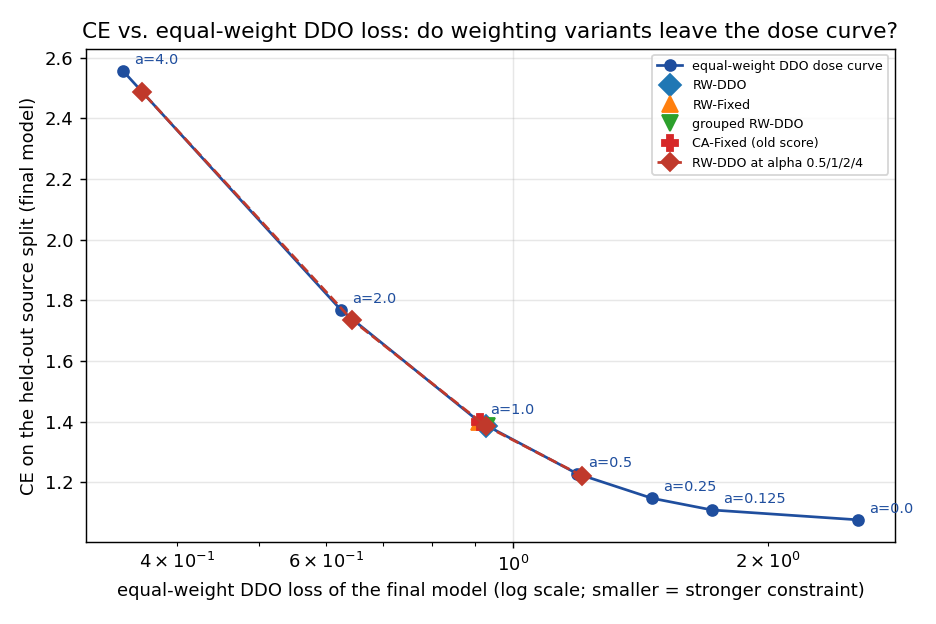 CE vs. equal-weight DDO loss: do weighting variants leave the dose curve?
CE on the held-out source split (final model)
2.6
2.4
2.2
2.0
1.8
1.6
1.4
1.2
a=4.0
a=2.0
a=1.0
a=0.5
a=0.25
a=0.125
a=0.0
equal-weight DDO dose curve
RW-DDO
RW-Fixed
grouped RW-DDO
CA-Fixed (old score)
RW-DDO at alpha 0.5/1/2/4
4 × 10⁻¹
6 × 10⁻¹
10⁰
2 × 10⁰
equal-weight DDO loss of the final model (log scale; smaller = stronger constraint)